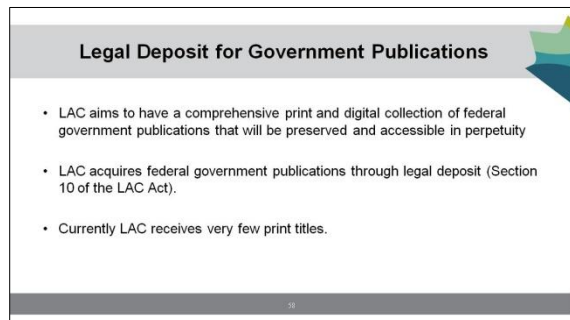 Legal Deposit for Government Publications
• LAC aims to have a comprehensive print and digital collection of federal
government publications that will be preserved and accessible in perpetuity
• LAC acquires federal government publications through legal deposit (Section
10 of the LAC Act).
• Currently LAC receives very few print titles.